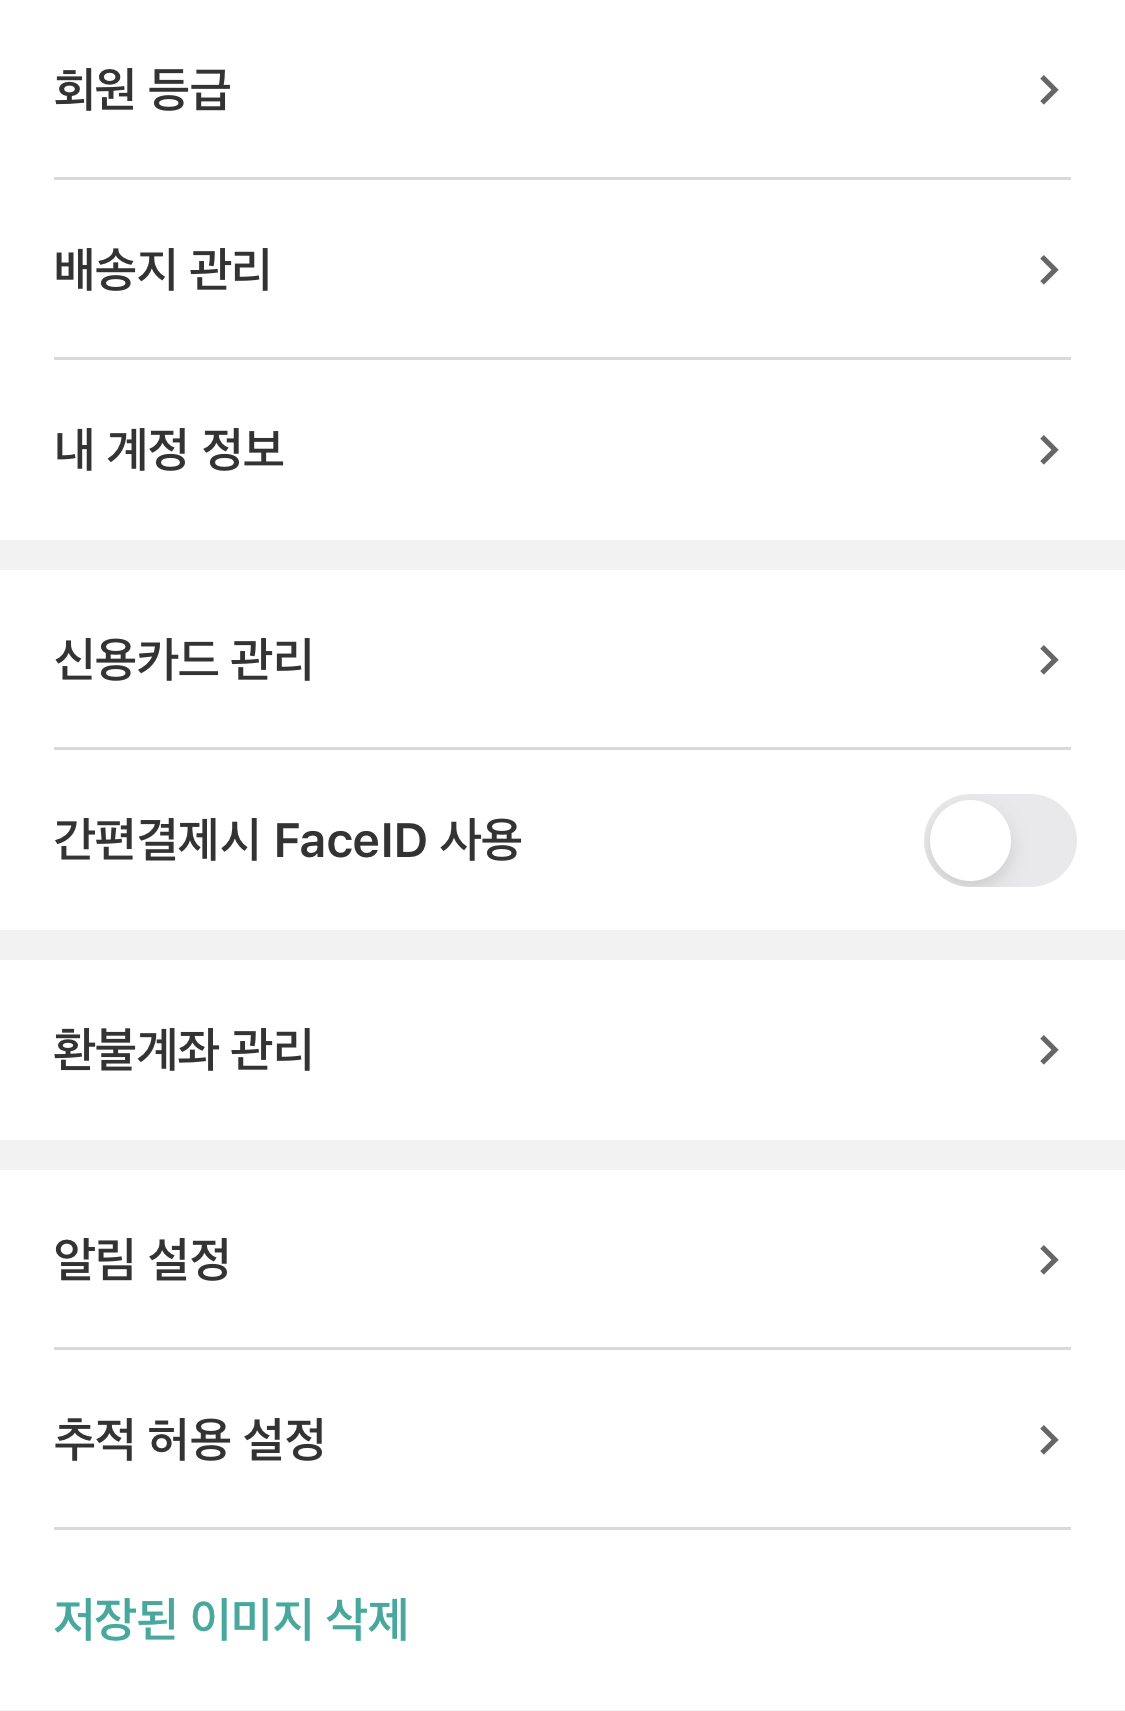 회원 등급
배송지 관리
내 계정 정보
신용카드 관리
간편결제시 FaceID 사용
환불계좌 관리
알림 설정
추적 허용 설정
저장된 이미지 삭제